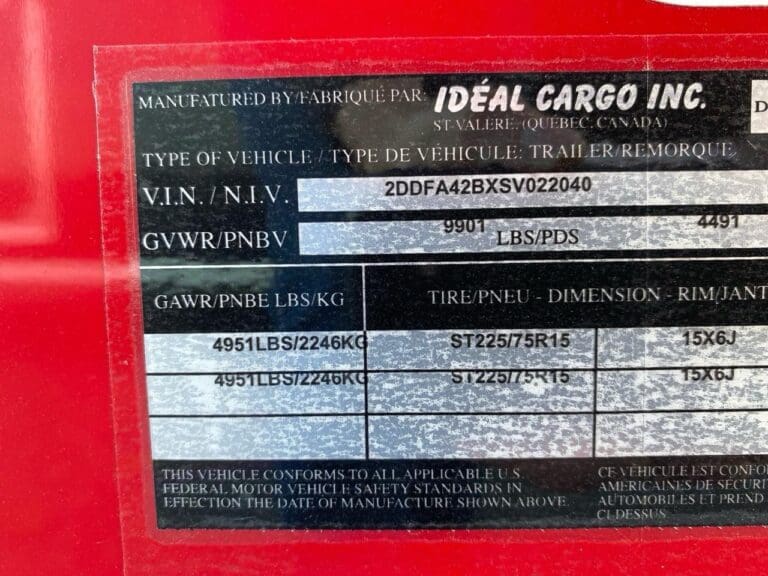 MANUFATURED BY/FABRIQUÉ PAR: IDÉAL CARGO INC.
ST-VALERE, (QUEBEC, CANADA)
D
TYPE OF VEHICLE / TYPE DE VÉHICULE: TRAILER/REMORQUE
V.I.N. / N.I.V. 2DDFA42BXSV022040
GVWR/PNBV 9901 LBS/PDS 4491
GAWR/PNBE LBS/KG TIRE/PNEU - DIMENSION - RIM/JANT
4951LBS/2246KG ST225/75R15 15X6J
4951LBS/2246KG ST225/75R15 15X6J
THIS VEHICLE CONFORMS TO ALL APPLICABLE U.S.
FEDERAL MOTOR VEHICLE SAFETY STANDARDS IN
EFFECTION THE DATE OF MANUFACTURE SHOWN ABOVE.
CE VÉHICULE EST CONFO
AMÉRICAINES DE SÉCURI
AUTOMOBILES ET PREND
CI.DESSUS